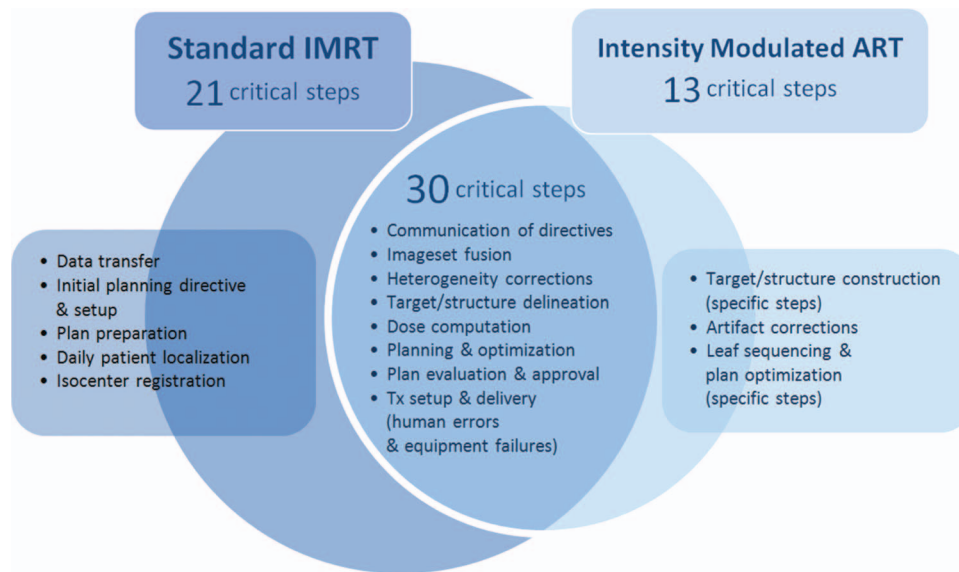 Standard IMRT
21 critical steps
Intensity Modulated ART
13 critical steps
30 critical steps
• Communication of directives
• Imageset fusion
• Heterogeneity corrections
• Target/structure delineation
• Dose computation
• Planning & optimization
• Plan evaluation & approval
• Tx setup & delivery
(human errors
& equipment failures)
• Data transfer
• Initial planning directive
& setup
• Plan preparation
• Daily patient localization
• Isocenter registration
• Target/structure construction
(specific steps)
• Artifact corrections
• Leaf sequencing &
plan optimization
(specific steps)